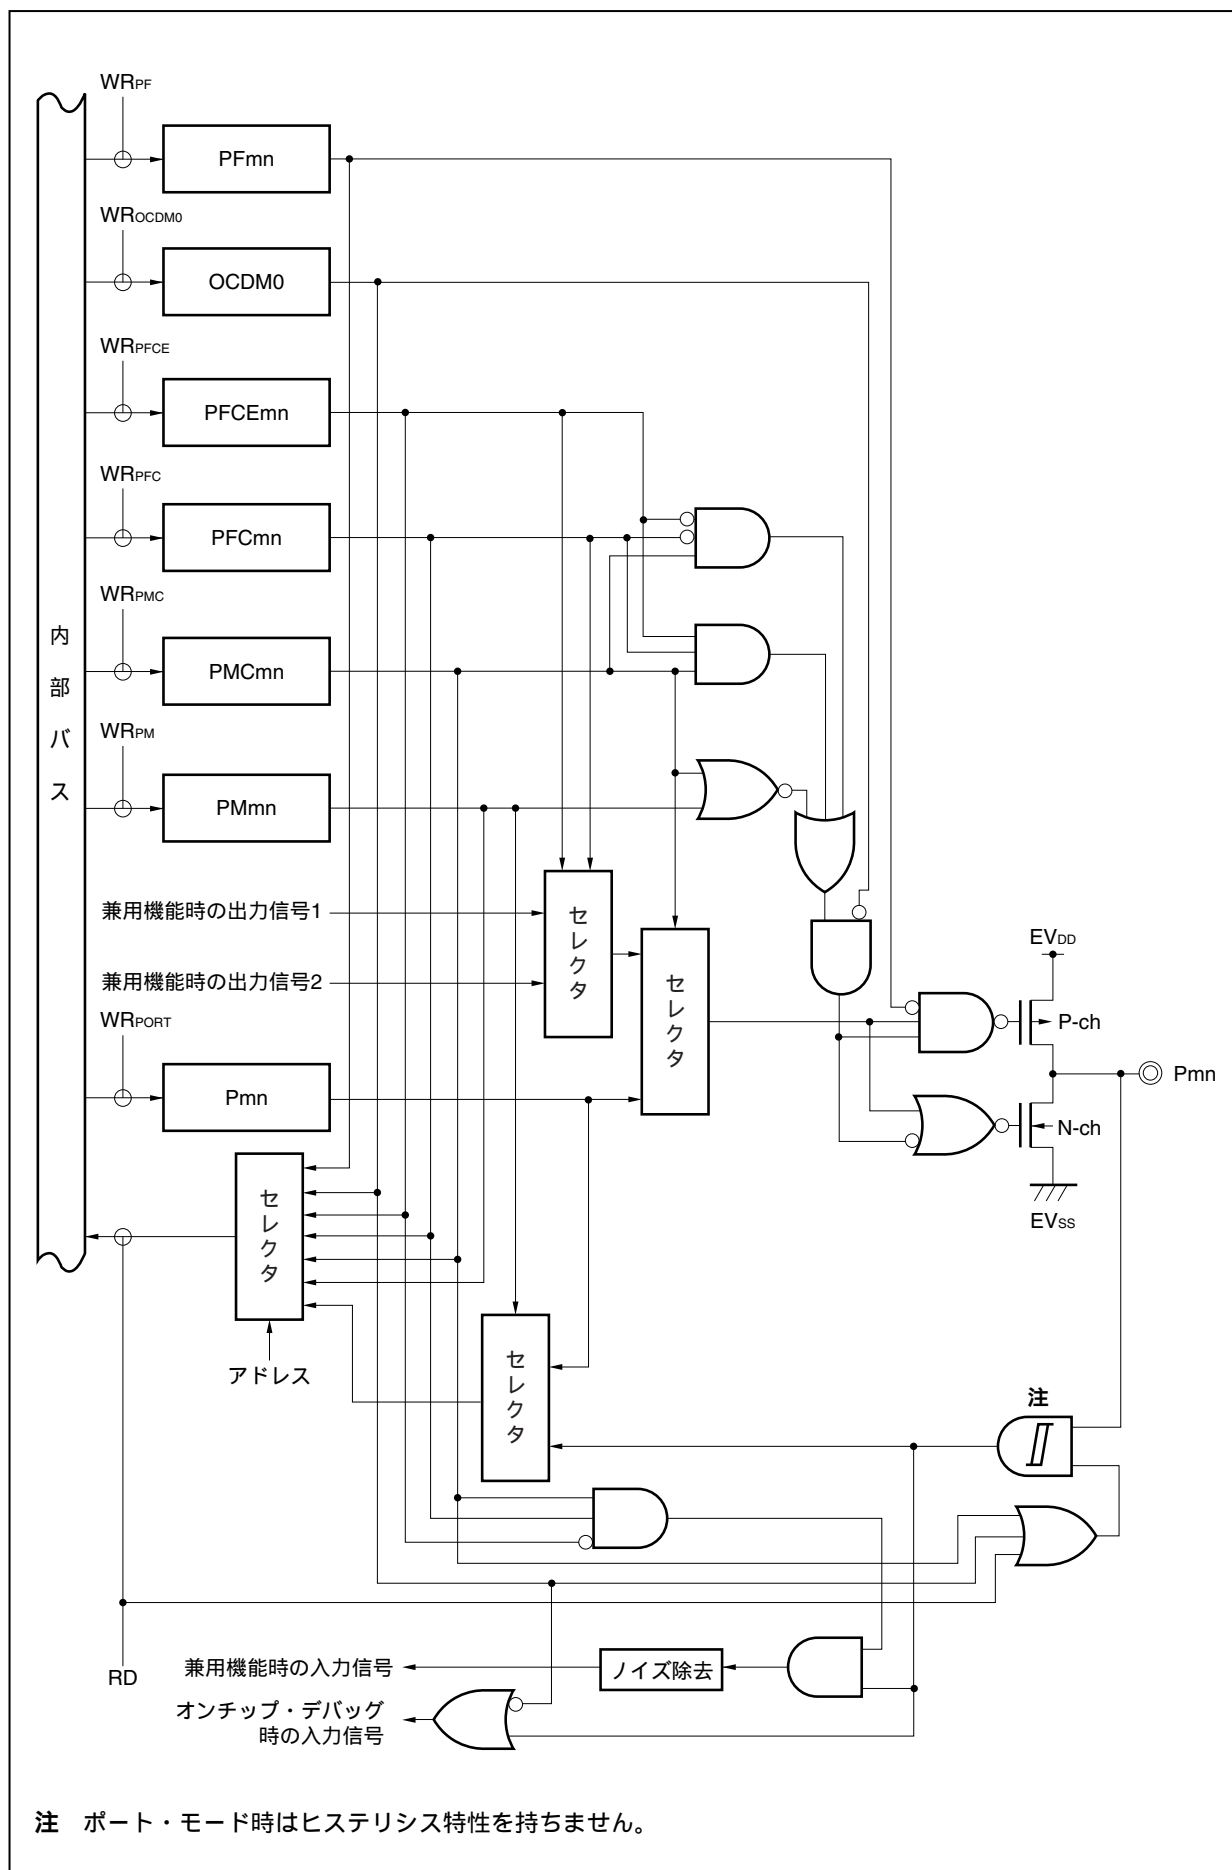 WRPF
PFmn
WROCDM0
OCDM0
WRPFCE
PFCEmn
WRPFC
PFCmn
WRPMC
内部バス
PMCmn
WRPM
PMmn
兼用機能時の出力信号1
セレクタ
兼用機能時の出力信号2
セレクタ
EVDD
P-ch
WRPORT
Pmn
Pmn
N-ch
EVSS
セレクタ
アドレス
セレクタ
注
RD
兼用機能時の入力信号
ノイズ除去
オンチップ・デバッグ
時の入力信号
注 ポート・モード時はヒステリシス特性を持ちません。